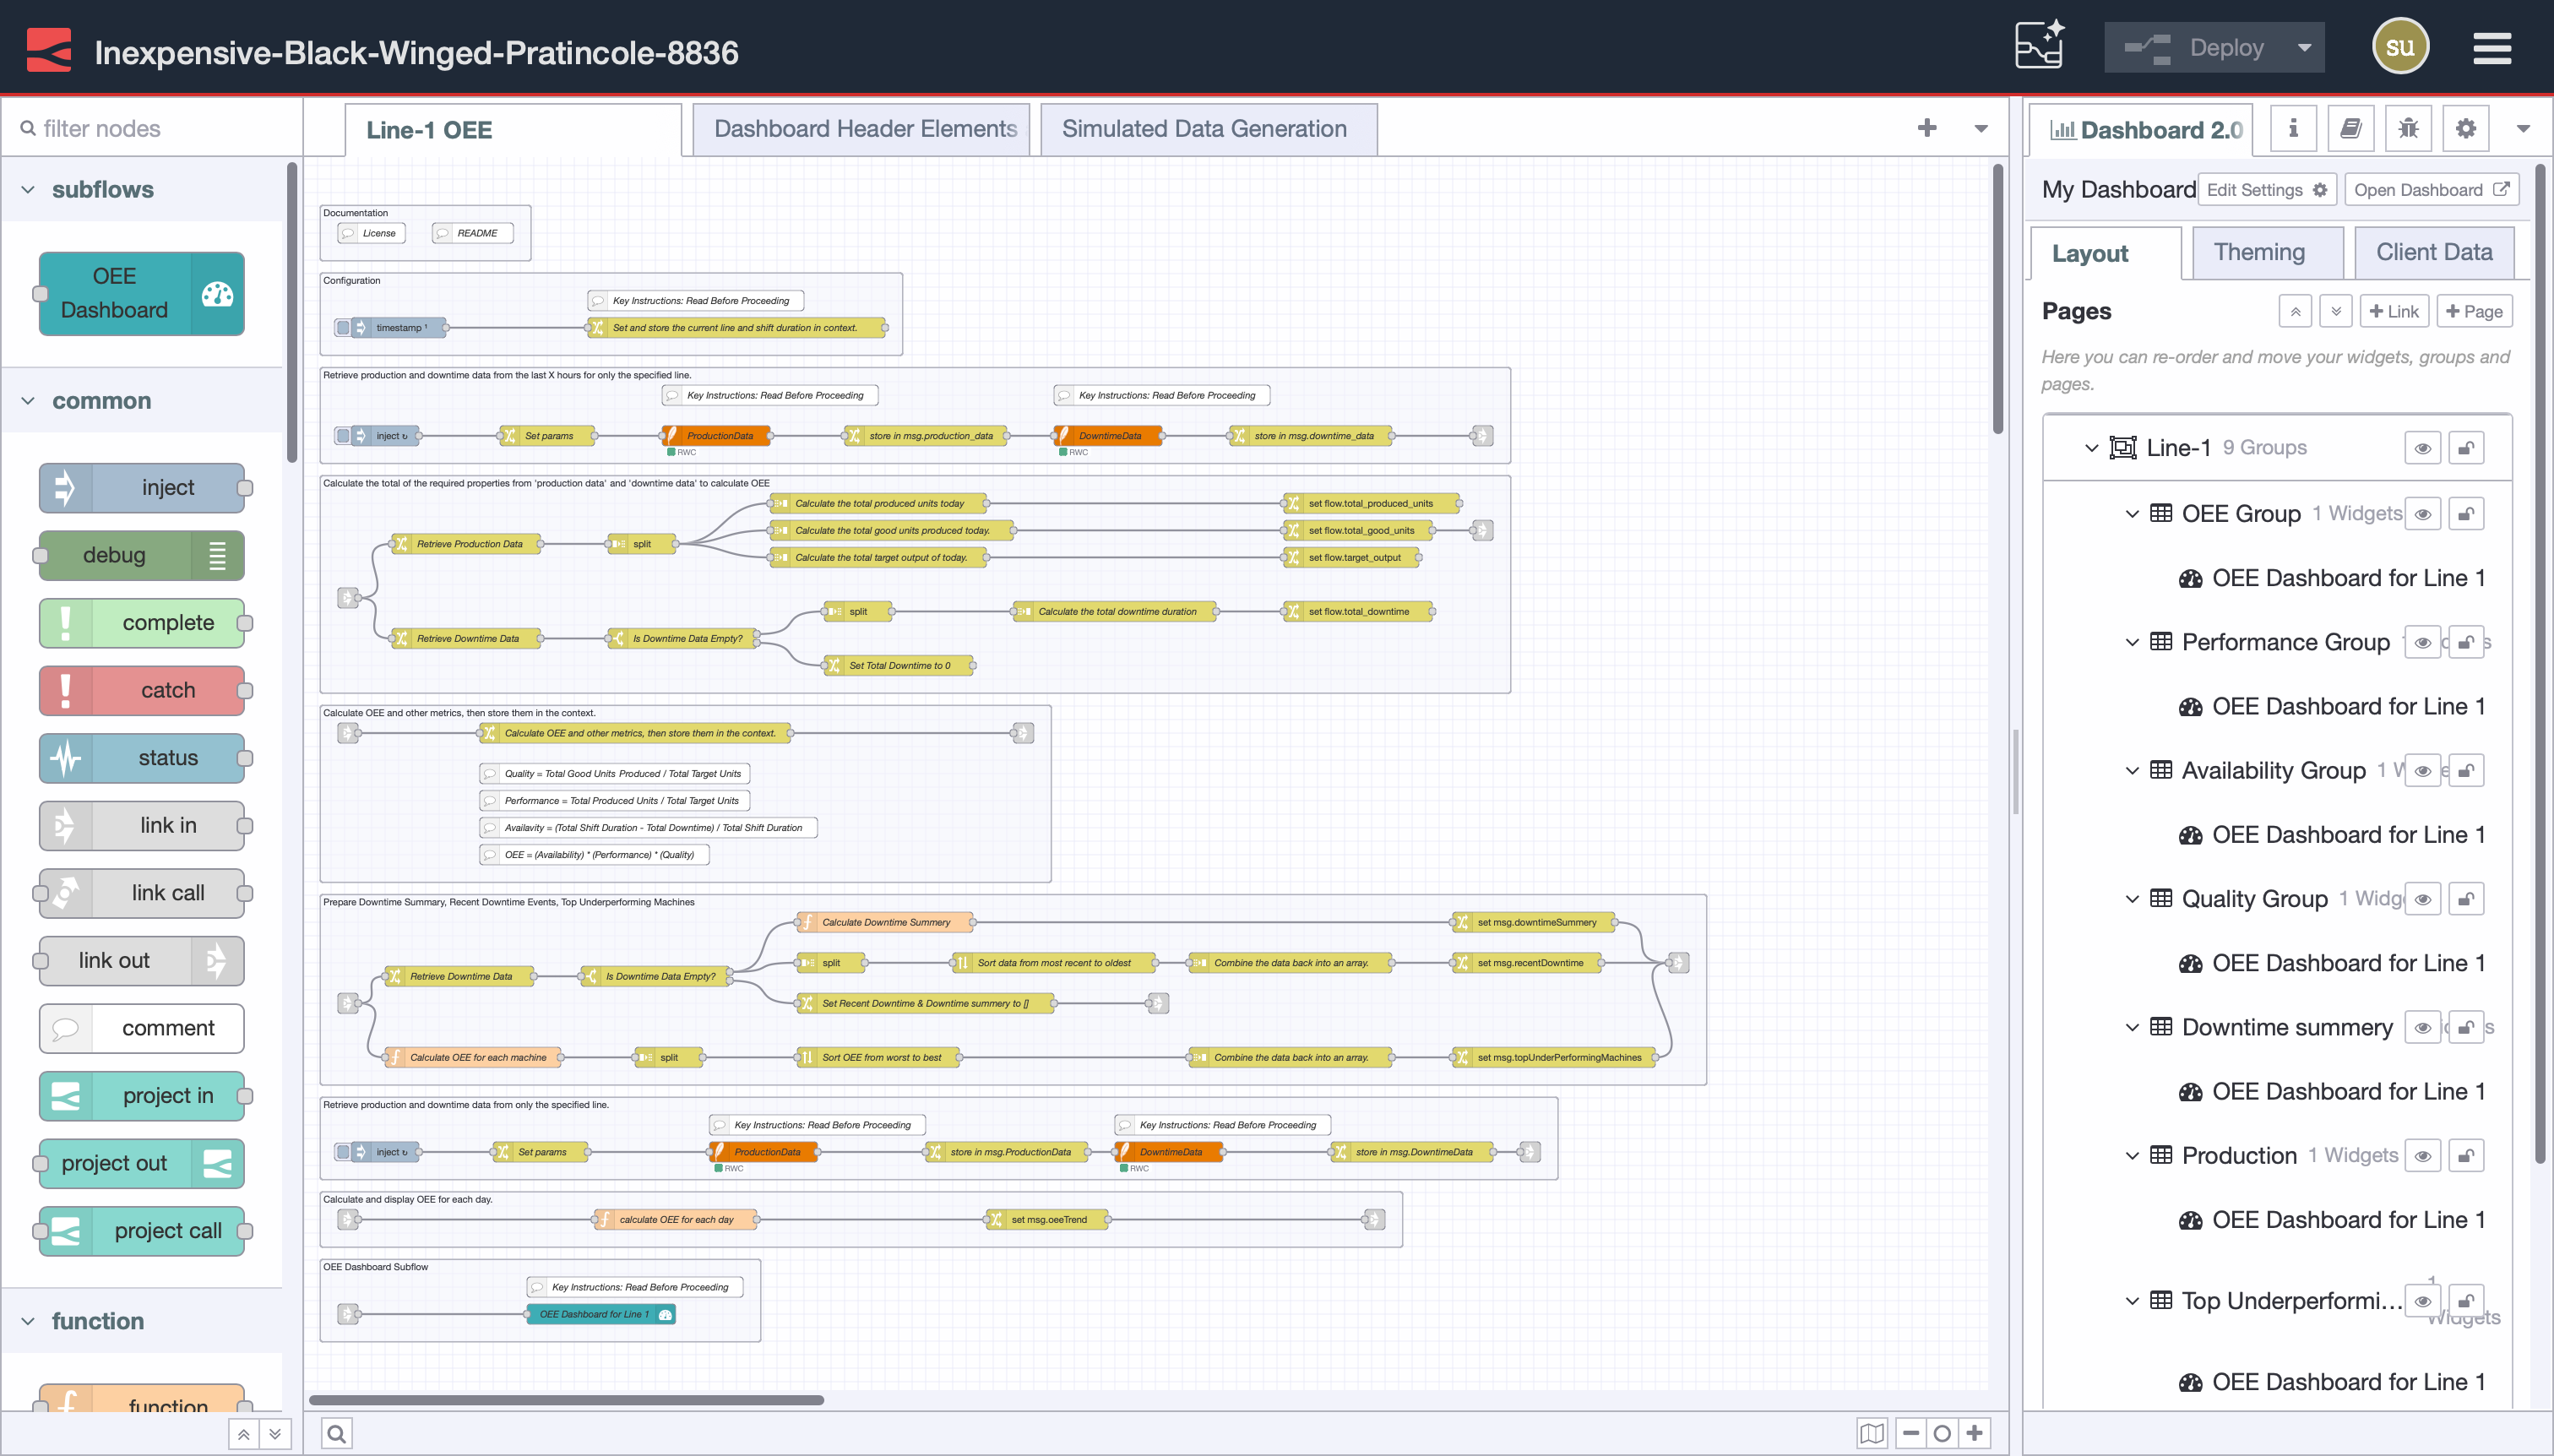 Inexpensive-Black-Winged-Pratincole-8836
Deploy
su
filter nodes
subflows
OEE
Dashboard
common
inject
debug
complete
catch
status
link in
link call
link out
comment
project in
project out
project call
function
function
Line-1 OEE
Dashboard Header Elements
Simulated Data Generation
Documentation
License
README
Configuration
Key Instructions: Read Before Proceeding
timestamp ¹
Set and store the current line and shift duration in context.
Retrieve production and downtime data from the last X hours for only the specified line.
Key Instructions: Read Before Proceeding
Key Instructions: Read Before Proceeding
inject ↻
Set params
ProductionData
store in msg.production_data
DowntimeData
store in msg.downtime_data
RWC
RWC
Calculate the total of the required properties from 'production data' and 'downtime data' to calculate OEE
Calculate the total produced units today
set flow.total_produced_units
Calculate the total good units produced today.
set flow.total_good_units
Retrieve Production Data
split
Calculate the total target output of today.
set flow.target_output
split
Calculate the total downtime duration
set flow.total_downtime
Retrieve Downtime Data
Is Downtime Data Empty?
Set Total Downtime to 0
Calculate OEE and other metrics, then store them in the context.
Calculate OEE and other metrics, then store them in the context.
Quality = Total Good Units Produced / Total Target Units
Performance = Total Produced Units / Total Target Units
Availavity = (Total Shift Duration - Total Downtime) / Total Shift Duration
OEE = (Availability) * (Performance) * (Quality)
Prepare Downtime Summary, Recent Downtime Events, Top Underperforming Machines
Calculate Downtime Summery
set msg.downtimeSummery
split
Sort data from most recent to oldest
Combine the data back into an array.
set msg.recentDowntime
Retrieve Downtime Data
Is Downtime Data Empty?
Set Recent Downtime & Downtime summery to []
Calculate OEE for each machine
split
Sort OEE from worst to best
Combine the data back into an array.
set msg.topUnderPerformingMachines
Retrieve production and downtime data from only the specified line.
Key Instructions: Read Before Proceeding
Key Instructions: Read Before Proceeding
inject ↻
Set params
ProductionData
store in msg.ProductionData
DowntimeData
store in msg.DowntimeData
RWC
RWC
Calculate and display OEE for each day.
calculate OEE for each day
set msg.oeeTrend
OEE Dashboard Subflow
Key Instructions: Read Before Proceeding
OEE Dashboard for Line 1
Dashboard 2.0
My Dashboard
Edit Settings
Open Dashboard
Layout
Theming
Client Data
Pages
Link
Page
Here you can re-order and move your widgets, groups and
pages.
Line-1 9 Groups
OEE Group 1 Widgets
OEE Dashboard for Line 1
Performance Group
OEE Dashboard for Line 1
Availability Group 1 W
OEE Dashboard for Line 1
Quality Group 1 Widg
OEE Dashboard for Line 1
Downtime summery
OEE Dashboard for Line 1
Production 1 Widgets
OEE Dashboard for Line 1
Top Underperformi... 1
Widgets
OEE Dashboard for Line 1